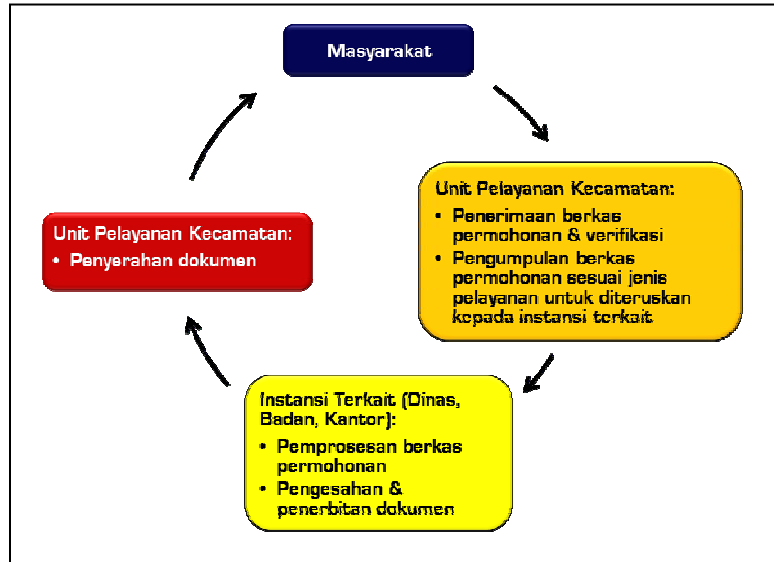 Masyarakat
Unit Pelayanan Kecamatan:
• Penerimaan berkas
permohonan & verifikasi
• Pengumpulan berkas
permohonan sesuai jenis
pelayanan untuk diteruskan
kepada instansi terkait
Instansi Terkait (Dinas,
Badan, Kantor):
• Pemprosesan berkas
permohonan
• Pengesahan &
penerbitan dokumen
Unit Pelayanan Kecamatan:
• Penyerahan dokumen